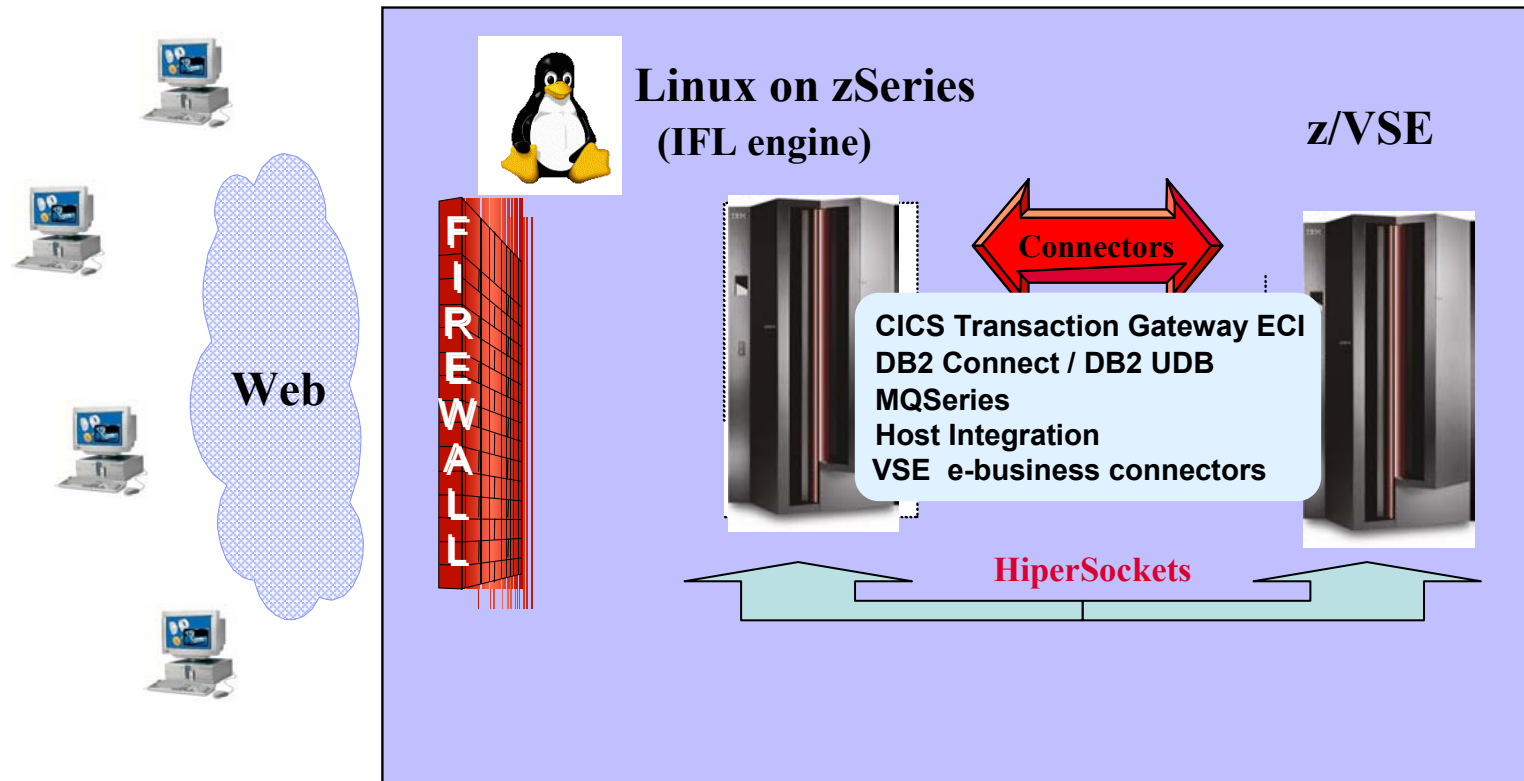 Linux on zSeries
(IFL engine)
z/VSE
Web
FIREWALL
Connectors
CICS Transaction Gateway ECI
DB2 Connect / DB2 UDB
MQSeries
Host Integration
VSE e-business connectors
HiperSockets